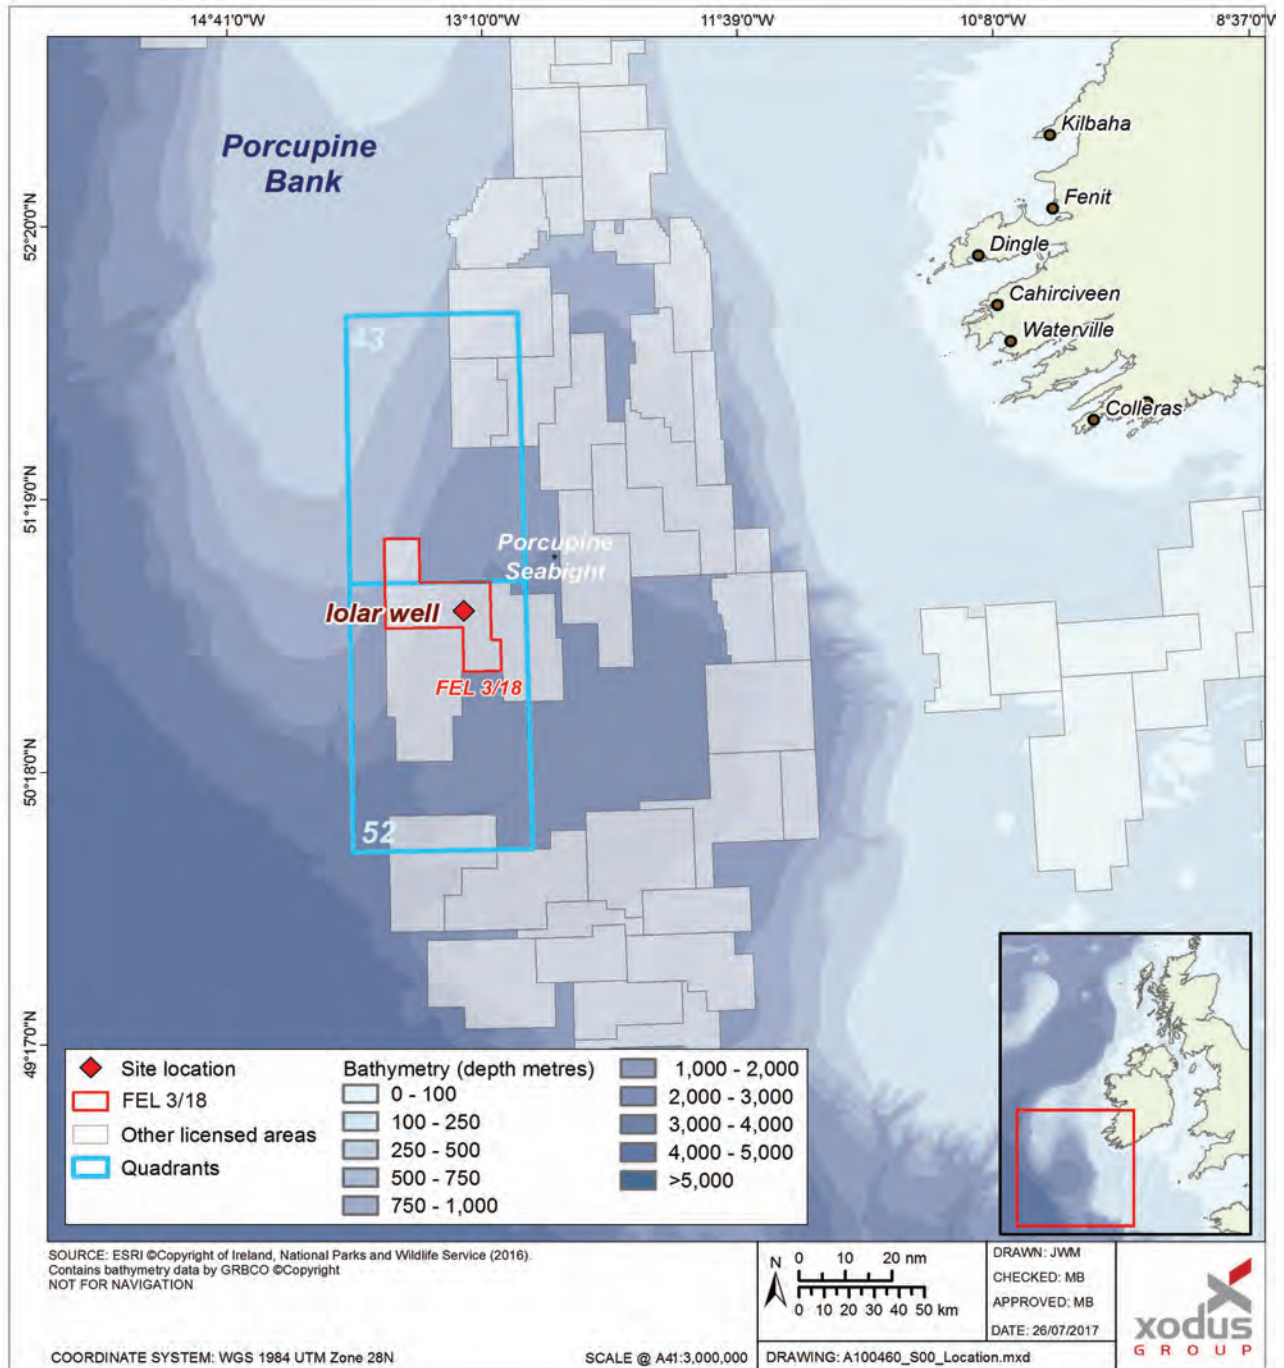 14°41'0"W 13°10'0"W 11°39'0"W 10°8'0"W 8°37'0"W
52°20'0"N
51°19'0"N
50°18'0"N
49°17'0"N
Porcupine
Bank
Kilbaha
Fenit
Dingle
Cahirciveen
Waterville
Colleras
43
Porcupine
Seabight
Iolar well
FEL 3/18
52
Site location
FEL 3/18
Other licensed areas
Quadrants
Bathymetry (depth metres)
0 - 100
100 - 250
250 - 500
500 - 750
750 - 1,000
1,000 - 2,000
2,000 - 3,000
3,000 - 4,000
4,000 - 5,000
>5,000
SOURCE: ESRI ©Copyright of Ireland, National Parks and Wildlife Service (2016).
Contains bathymetry data by GRBCO ©Copyright
NOT FOR NAVIGATION
COORDINATE SYSTEM: WGS 1984 UTM Zone 28N
SCALE @ A41:3,000,000
N
0 10 20 nm
0 10 20 30 40 50 km
DRAWN: JWM
CHECKED: MB
APPROVED: MB
DATE: 26/07/2017
DRAWING: A100460_S00_Location.mxd
xodus
GROUP